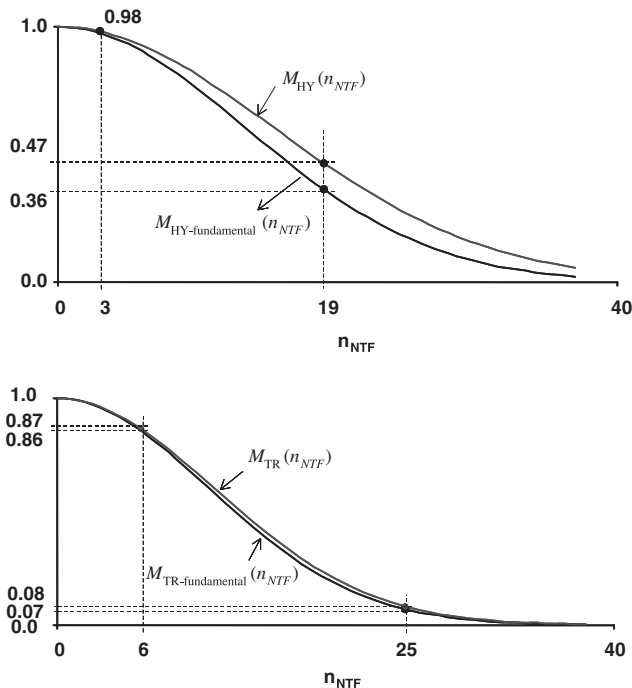 0.98
1.0
M_HY (n_NTF)
0.47
0.36
M_HY-fundamental (n_NTF)
0.0
0 3 19 40
n_NTF
1.0
0.87
0.86
M_TR (n_NTF)
M_TR-fundamental (n_NTF)
0.08
0.07
0.0
0 6 25 40
n_NTF